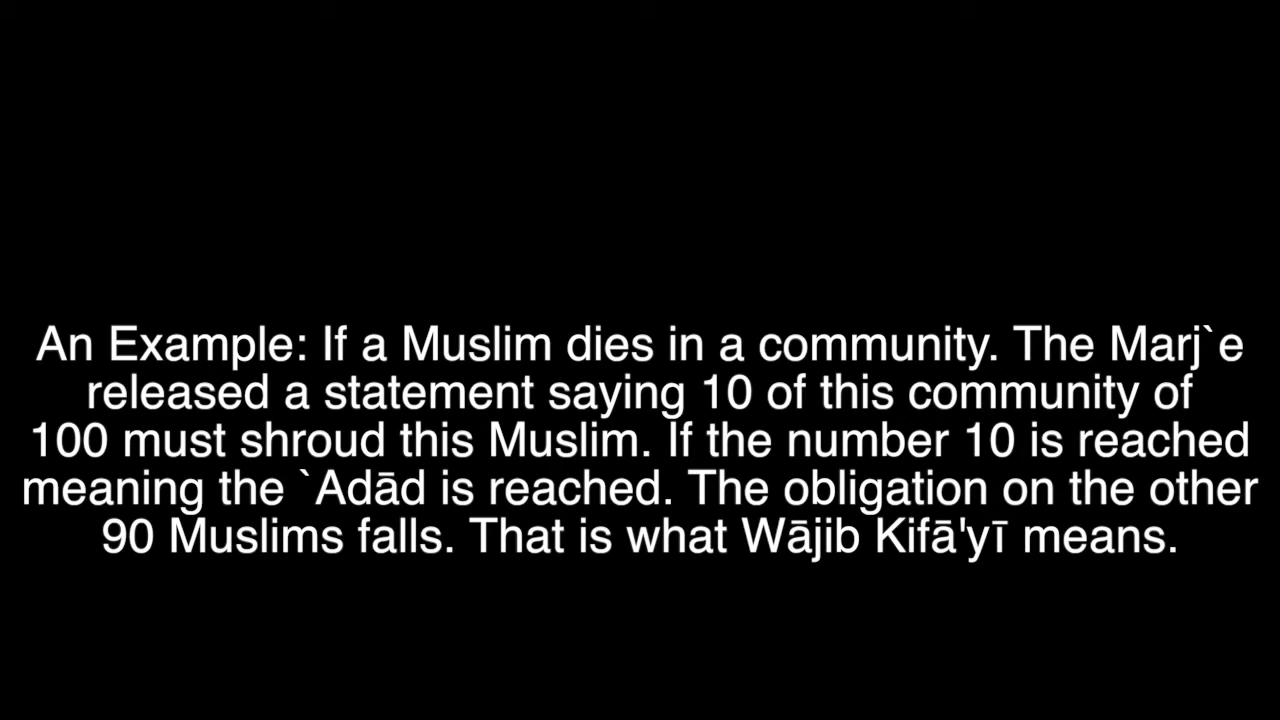 An Example: If a Muslim dies in a community. The Marj`e
released a statement saying 10 of this community of
100 must shroud this Muslim. If the number 10 is reached
meaning the `Adād is reached. The obligation on the other
90 Muslims falls. That is what Wājib Kifā'yī means.